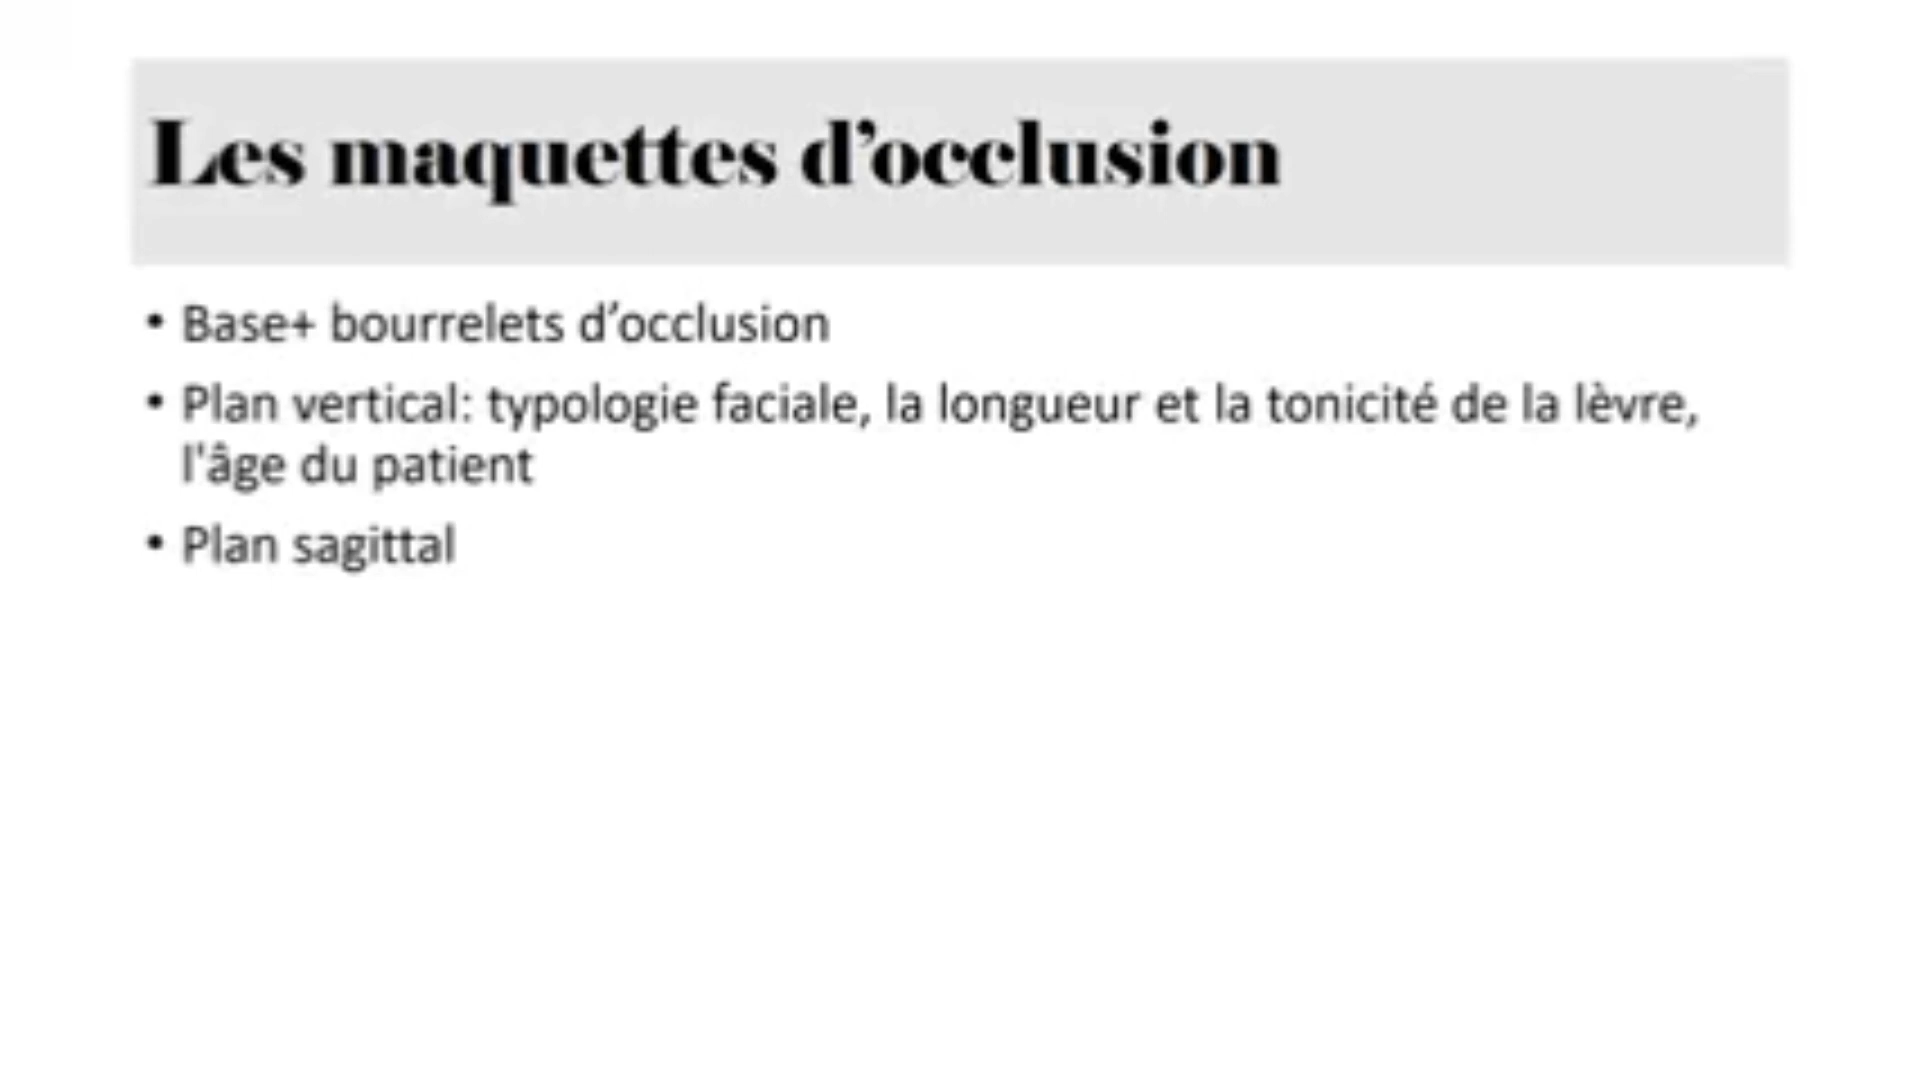 Les maquettes d’occlusion
• Base+ bourrelets d’occlusion
• Plan vertical: typologie faciale, la longueur et la tonicité de la lèvre,
l'âge du patient
• Plan sagittal